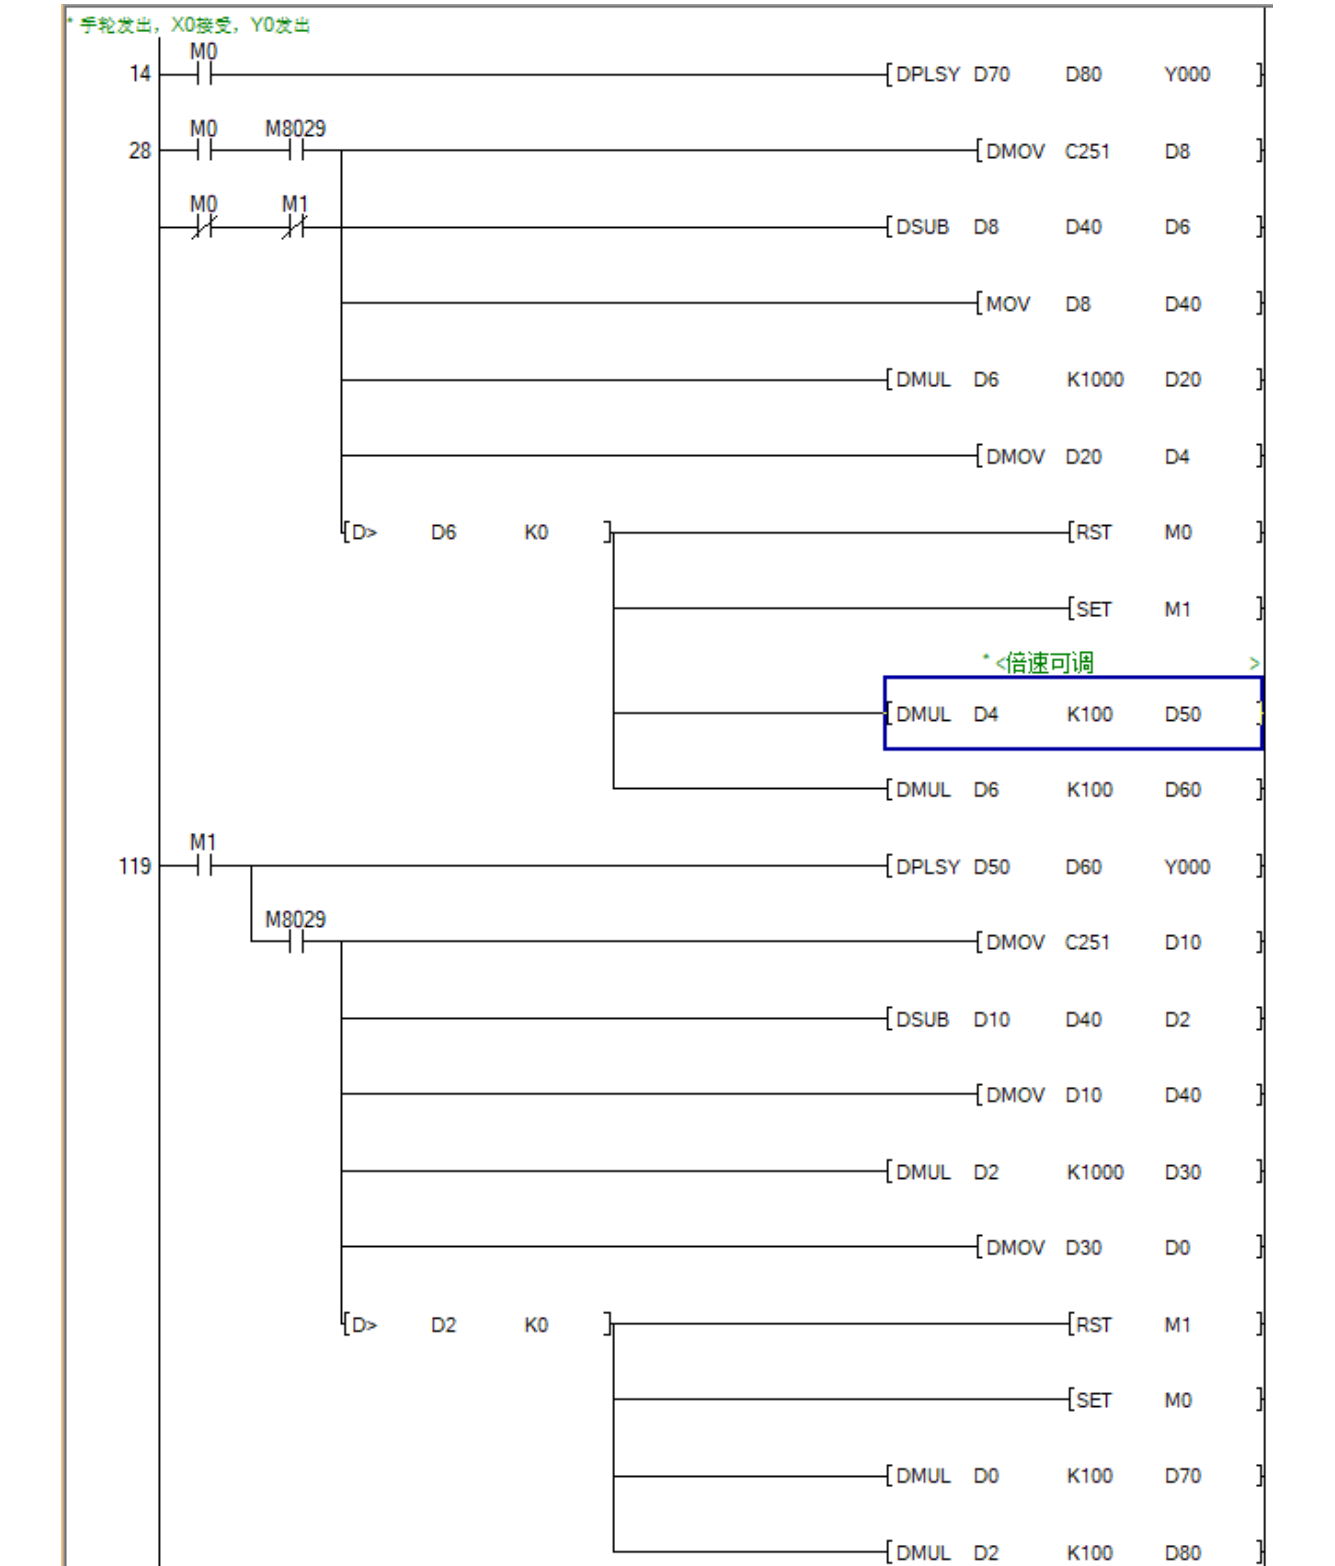 * 手轮发出，X0接受，Y0发出
M0
14 [DPLSY D70 D80 Y000 ]
M0 M8029
28 [DMOV C251 D8 ]
M0 M1
[DSUB D8 D40 D6 ]
[MOV D8 D40 ]
[DMUL D6 K1000 D20 ]
[DMOV D20 D4 ]
[D> D6 K0 ] [RST M0 ]
[SET M1 ]
* <倍速可调 >
[DMUL D4 K100 D50 ]
[DMUL D6 K100 D60 ]
M1
119 [DPLSY D50 D60 Y000 ]
M8029
[DMOV C251 D10 ]
[DSUB D10 D40 D2 ]
[DMOV D10 D40 ]
[DMUL D2 K1000 D30 ]
[DMOV D30 D0 ]
[D> D2 K0 ] [RST M1 ]
[SET M0 ]
[DMUL D0 K100 D70 ]
[DMUL D2 K100 D80 ]